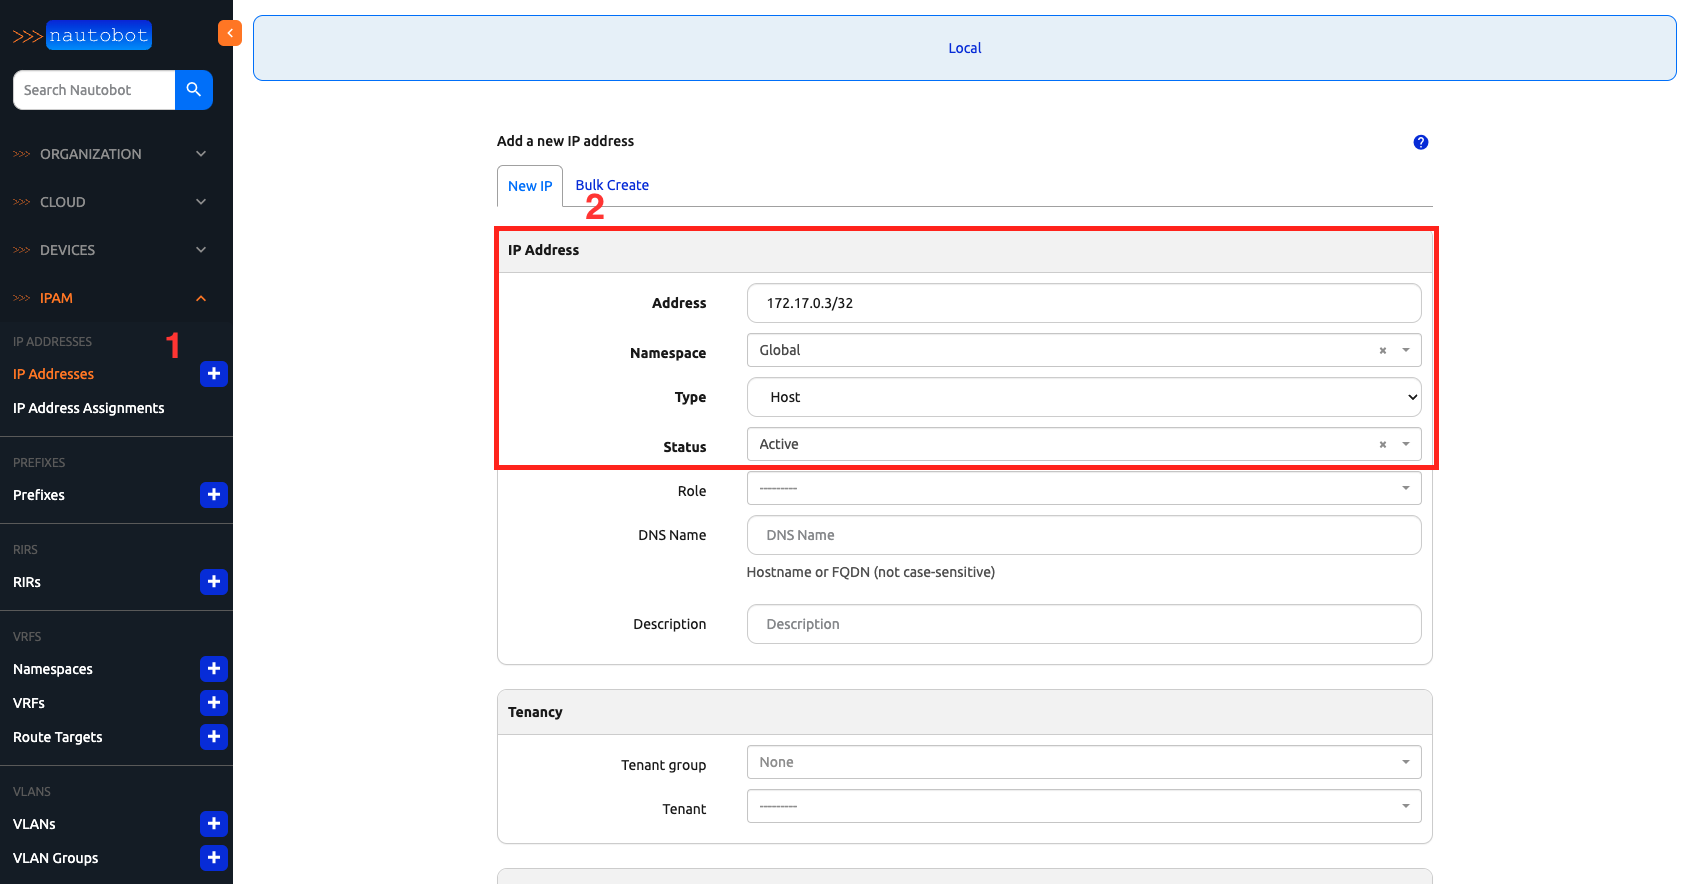 >>>nautobot
Search Nautobot
>>> ORGANIZATION
>>> CLOUD
>>> DEVICES
>>> IPAM
IP ADDRESSES
1
IP Addresses
IP Address Assignments
PREFIXES
Prefixes
RIRS
RIRs
VRFS
Namespaces
VRFs
Route Targets
VLANS
VLANs
VLAN Groups
Local
Add a new IP address
New IP
Bulk Create
2
IP Address
Address 172.17.0.3/32
Namespace Global ×
Type Host
Status Active ×
Role ---------
DNS Name DNS Name
Hostname or FQDN (not case-sensitive)
Description Description
Tenancy
Tenant group None
Tenant ---------